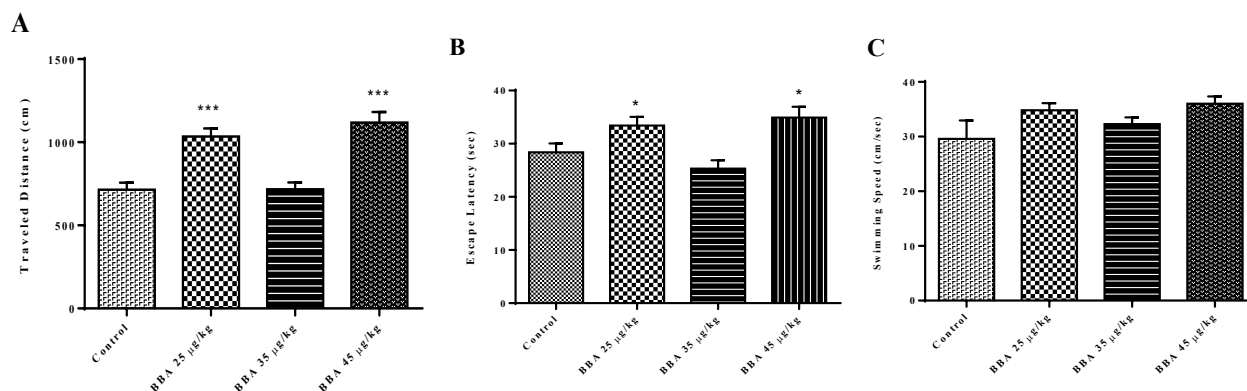 A
Traveled Distance (cm)
1500
1000
500
0
***
***
Control
BBA 25 µg/kg
BBA 35 µg/kg
BBA 45 µg/kg
B
Escape Latency (sec)
40
30
20
10
0
*
*
Control
BBA 25 µg/kg
BBA 35 µg/kg
BBA 45 µg/kg
C
Swimming Speed (cm/sec)
40
30
20
10
0
Control
BBA 25 µg/kg
BBA 35 µg/kg
BBA 45 µg/kg